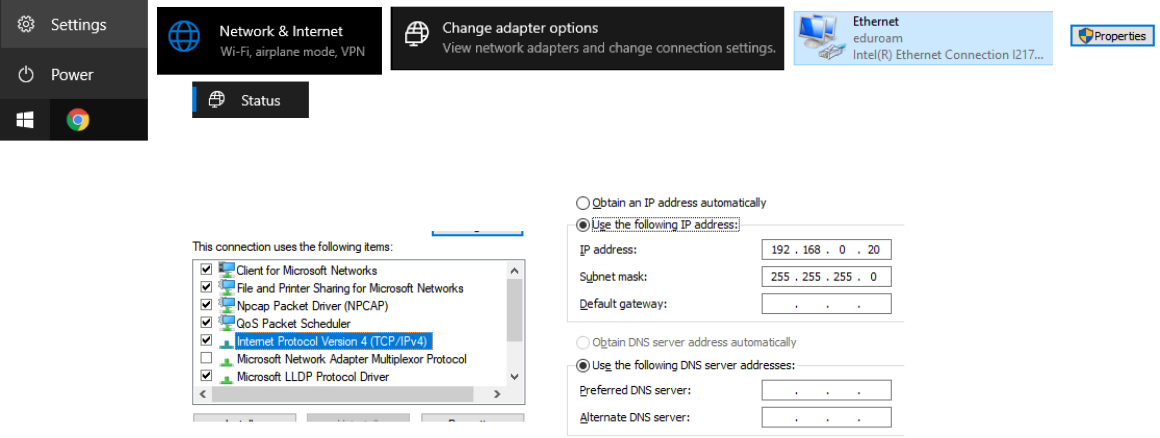 Settings
Power
Network & Internet
Wi-Fi, airplane mode, VPN
Status
Change adapter options
View network adapters and change connection settings.
Ethernet
eduroam
Intel(R) Ethernet Connection I217...
Properties
This connection uses the following items:
Client for Microsoft Networks
File and Printer Sharing for Microsoft Networks
Npcap Packet Driver (NPCAP)
QoS Packet Scheduler
Internet Protocol Version 4 (TCP/IPv4)
Microsoft Network Adapter Multiplexor Protocol
Microsoft LLDP Protocol Driver
Obtain an IP address automatically
Use the following IP address:
IP address: 192 . 168 . 0 . 20
Subnet mask: 255 . 255 . 255 . 0
Default gateway: . . .
Obtain DNS server address automatically
Use the following DNS server addresses:
Preferred DNS server: . . .
Alternate DNS server: . . .